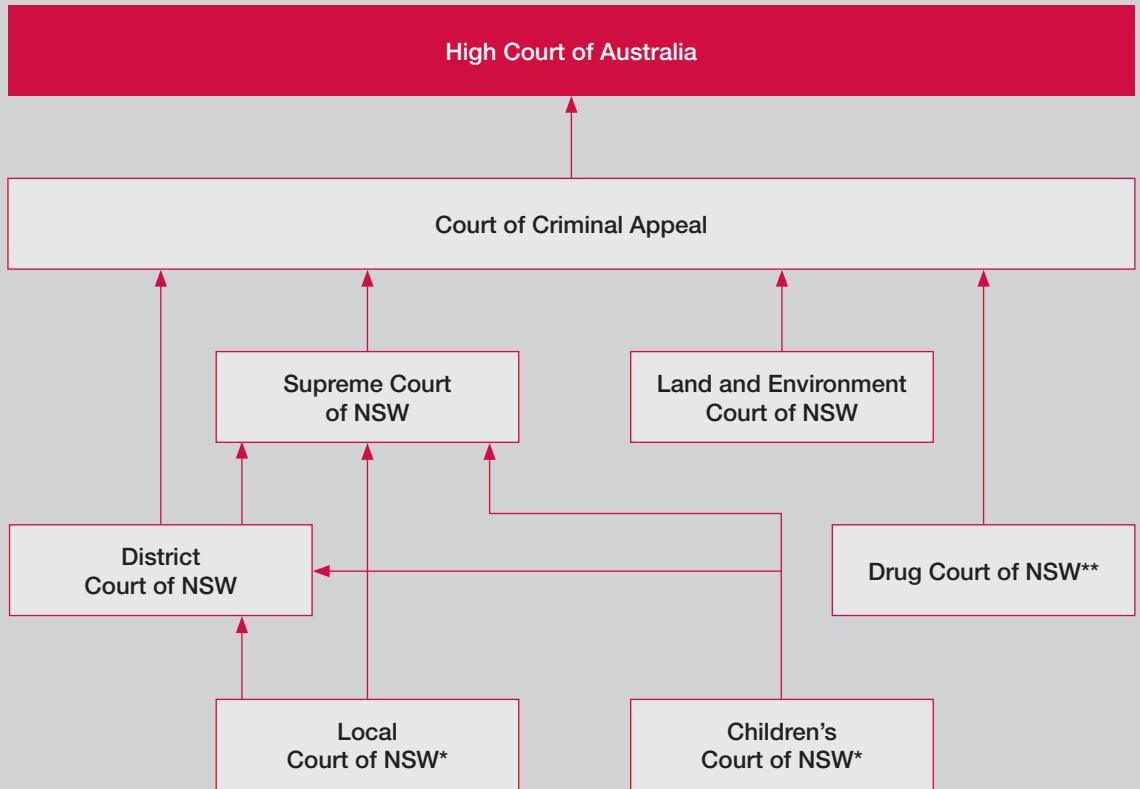 High Court of Australia
Court of Criminal Appeal
Supreme Court
of NSW
Land and Environment
Court of NSW
District
Court of NSW
Drug Court of NSW**
Local
Court of NSW*
Children's
Court of NSW*